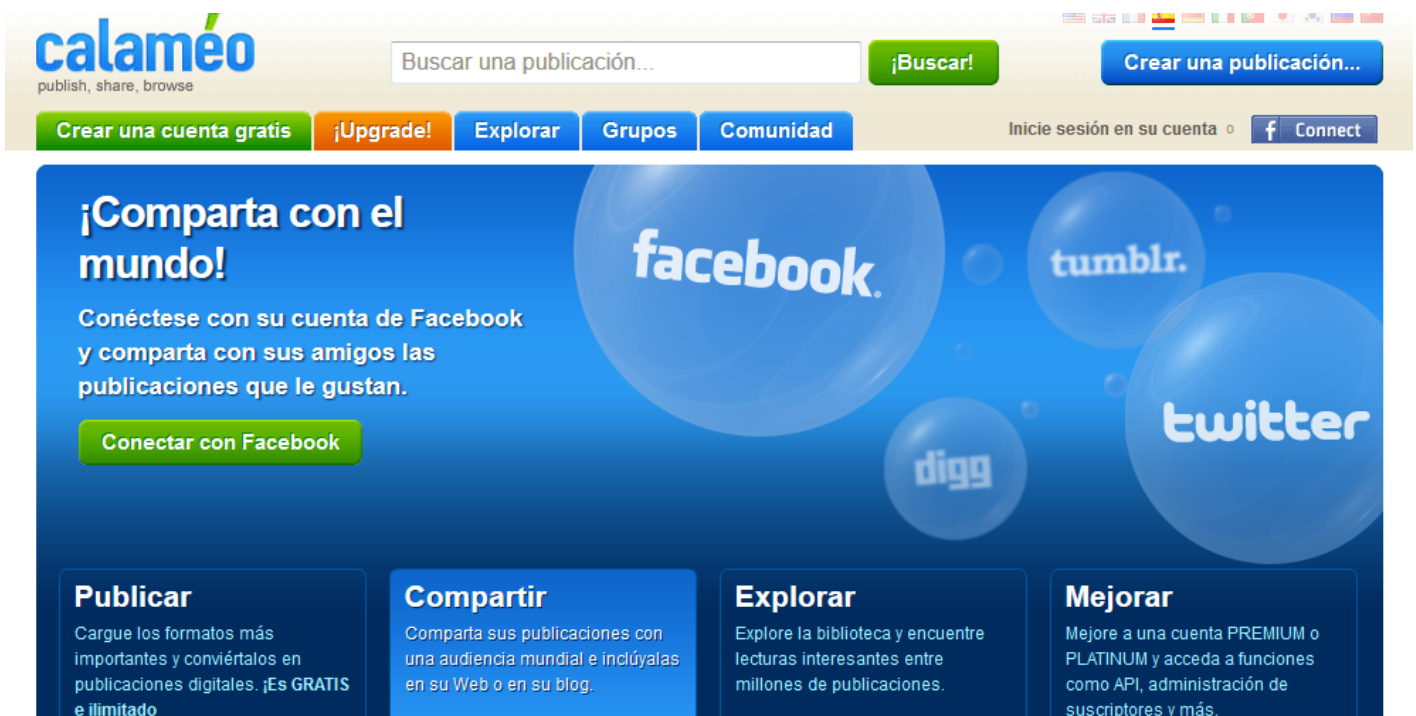 calaméo
publish, share, browse
Buscar una publicación...
¡Buscar!
Crear una publicación...
Crear una cuenta gratis
¡Upgrade!
Explorar
Grupos
Comunidad
Inicie sesión en su cuenta o
f Connect
¡Comparta con el
mundo!
Conéctese con su cuenta de Facebook
y comparta con sus amigos las
publicaciones que le gustan.
Conectar con Facebook
facebook.
tumblr.
digg
twitter
Publicar
Cargue los formatos más
importantes y conviértalos en
publicaciones digitales. ¡Es GRATIS
e ilimitado
Compartir
Comparta sus publicaciones con
una audiencia mundial e inclúyalas
en su Web o en su blog.
Explorar
Explore la biblioteca y encuentre
lecturas interesantes entre
millones de publicaciones.
Mejorar
Mejore a una cuenta PREMIUM o
PLATINUM y acceda a funciones
como API, administración de
suscriptores y más.